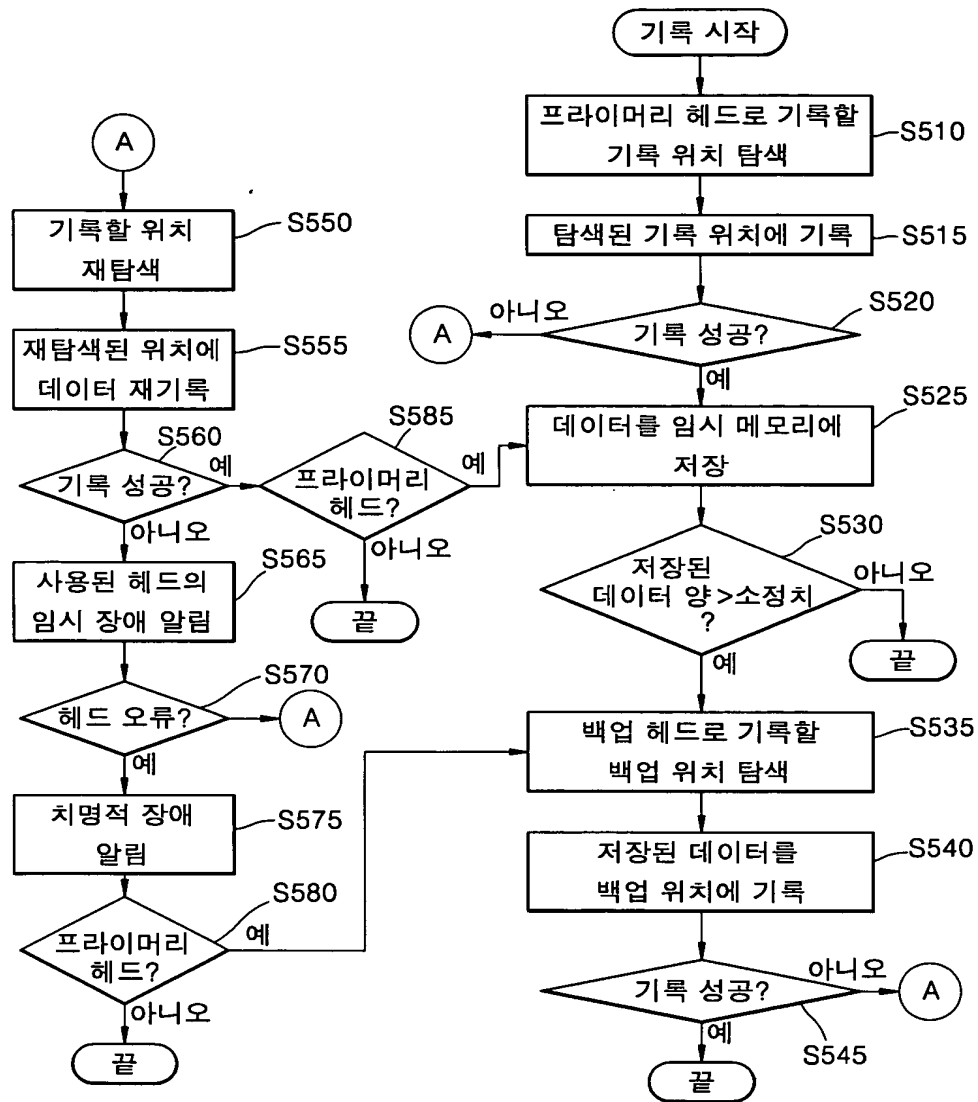 기록 시작
프라이머리 헤드로 기록할
기록 위치 탐색
S510
탐색된 기록 위치에 기록
S515
기록 성공?
S520
아니오
A
예
데이터를 임시 메모리에
저장
S525
저장된
데이터 양>소정치
?
S530
아니오
끝
예
백업 헤드로 기록할
백업 위치 탐색
S535
저장된 데이터를
백업 위치에 기록
S540
기록 성공?
S545
아니오
A
예
끝
A
기록할 위치
재탐색
S550
재탐색된 위치에
데이터 재기록
S555
기록 성공?
S560
예
프라이머리
헤드?
S585
예
아니오
끝
아니오
사용된 헤드의
임시 장애 알림
S565
헤드 오류?
S570
A
예
치명적 장애
알림
S575
프라이머리
헤드?
S580
예
아니오
끝